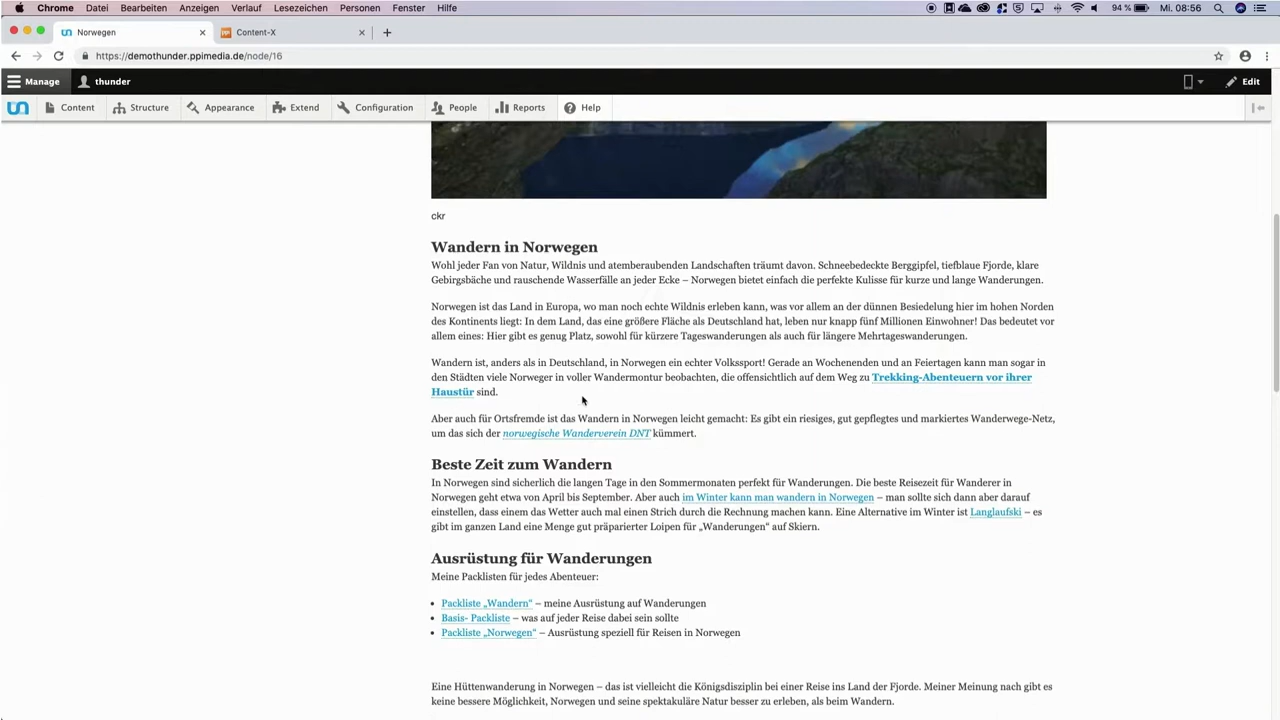 Chrome Datei Bearbeiten Anzeigen Verlauf Lesezeichen Personen Fenster Hilfe 94 % Mi. 08:56
Norwegen Content-X
https://demothunder.ppimedia.de/node/16
Manage thunder Edit
Content Structure Appearance Extend Configuration People Reports Help
ckr
Wandern in Norwegen
Wohl jeder Fan von Natur, Wildnis und atemberaubenden Landschaften träumt davon. Schneebedeckte Berggipfel, tiefblaue Fjorde, klare
Gebirgsbäche und rauschende Wasserfälle an jeder Ecke – Norwegen bietet einfach die perfekte Kulisse für kurze und lange Wanderungen.
Norwegen ist das Land in Europa, wo man noch echte Wildnis erleben kann, was vor allem an der dünnen Besiedelung hier im hohen Norden
des Kontinents liegt: In dem Land, das eine größere Fläche als Deutschland hat, leben nur knapp fünf Millionen Einwohner! Das bedeutet vor
allem eines: Hier gibt es genug Platz, sowohl für kürzere Tageswanderungen als auch für längere Mehrtageswanderungen.
Wandern ist, anders als in Deutschland, in Norwegen ein echter Volkssport! Gerade an Wochenenden und an Feiertagen kann man sogar in
den Städten viele Norweger in voller Wandermontur beobachten, die offensichtlich auf dem Weg zu Trekking-Abenteuern vor ihrer
Haustür sind.
Aber auch für Ortsfremde ist das Wandern in Norwegen leicht gemacht: Es gibt ein riesiges, gut gepflegtes und markiertes Wanderwege-Netz,
um das sich der norwegische Wanderverein DNT kümmert.
Beste Zeit zum Wandern
In Norwegen sind sicherlich die langen Tage in den Sommermonaten perfekt für Wanderungen. Die beste Reisezeit für Wanderer in
Norwegen geht etwa von April bis September. Aber auch im Winter kann man wandern in Norwegen – man sollte sich dann aber darauf
einstellen, dass einem das Wetter auch mal einen Strich durch die Rechnung machen kann. Eine Alternative im Winter ist Langlaufski – es
gibt im ganzen Land eine Menge gut präparierter Loipen für „Wanderungen“ auf Skiern.
Ausrüstung für Wanderungen
Meine Packlisten für jedes Abenteuer:
• Packliste „Wandern“ – meine Ausrüstung auf Wanderungen
• Basis- Packliste – was auf jeder Reise dabei sein sollte
• Packliste „Norwegen“ – Ausrüstung speziell für Reisen in Norwegen
Eine Hüttenwanderung in Norwegen – das ist vielleicht die Königsdisziplin bei einer Reise ins Land der Fjorde. Meiner Meinung nach gibt es
keine bessere Möglichkeit, Norwegen und seine spektakuläre Natur besser zu erleben, als beim Wandern.